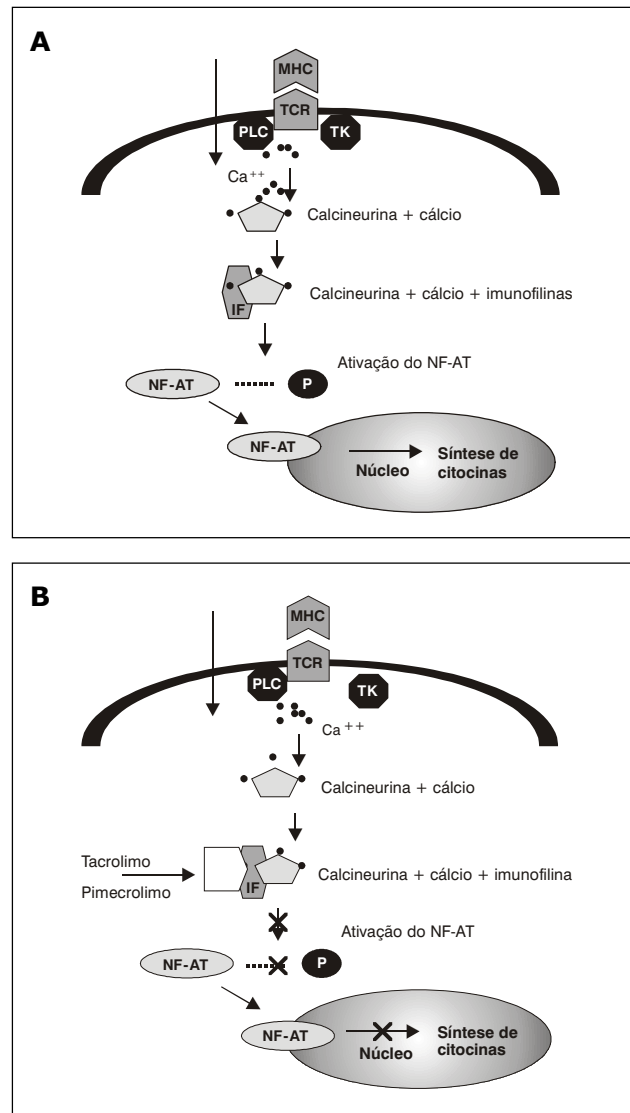 A
MHC
TCR
PLC
TK
Ca++
Calcineurina + cálcio
IF
Calcineurina + cálcio + imunofilinas
Ativação do NF-AT
NF-AT
P
NF-AT
Núcleo
Síntese de
citocinas
B
MHC
TCR
PLC
TK
Ca++
Calcineurina + cálcio
Tacrolimo
Pimecrolimo
IF
Calcineurina + cálcio + imunofilina
Ativação do NF-AT
NF-AT
P
NF-AT
Núcleo
Síntese de
citocinas